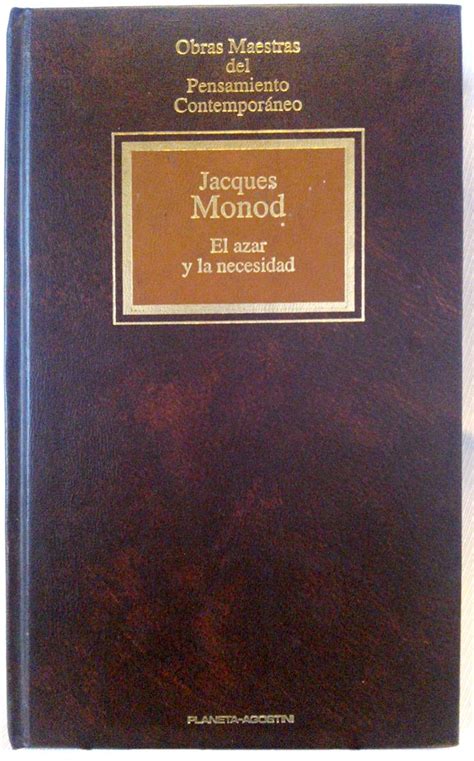 Obras Maestras
del
Pensamiento
Contemporáneo
Jacques
Monod
El azar
y la necesidad
PLANETA-AGOSTINI